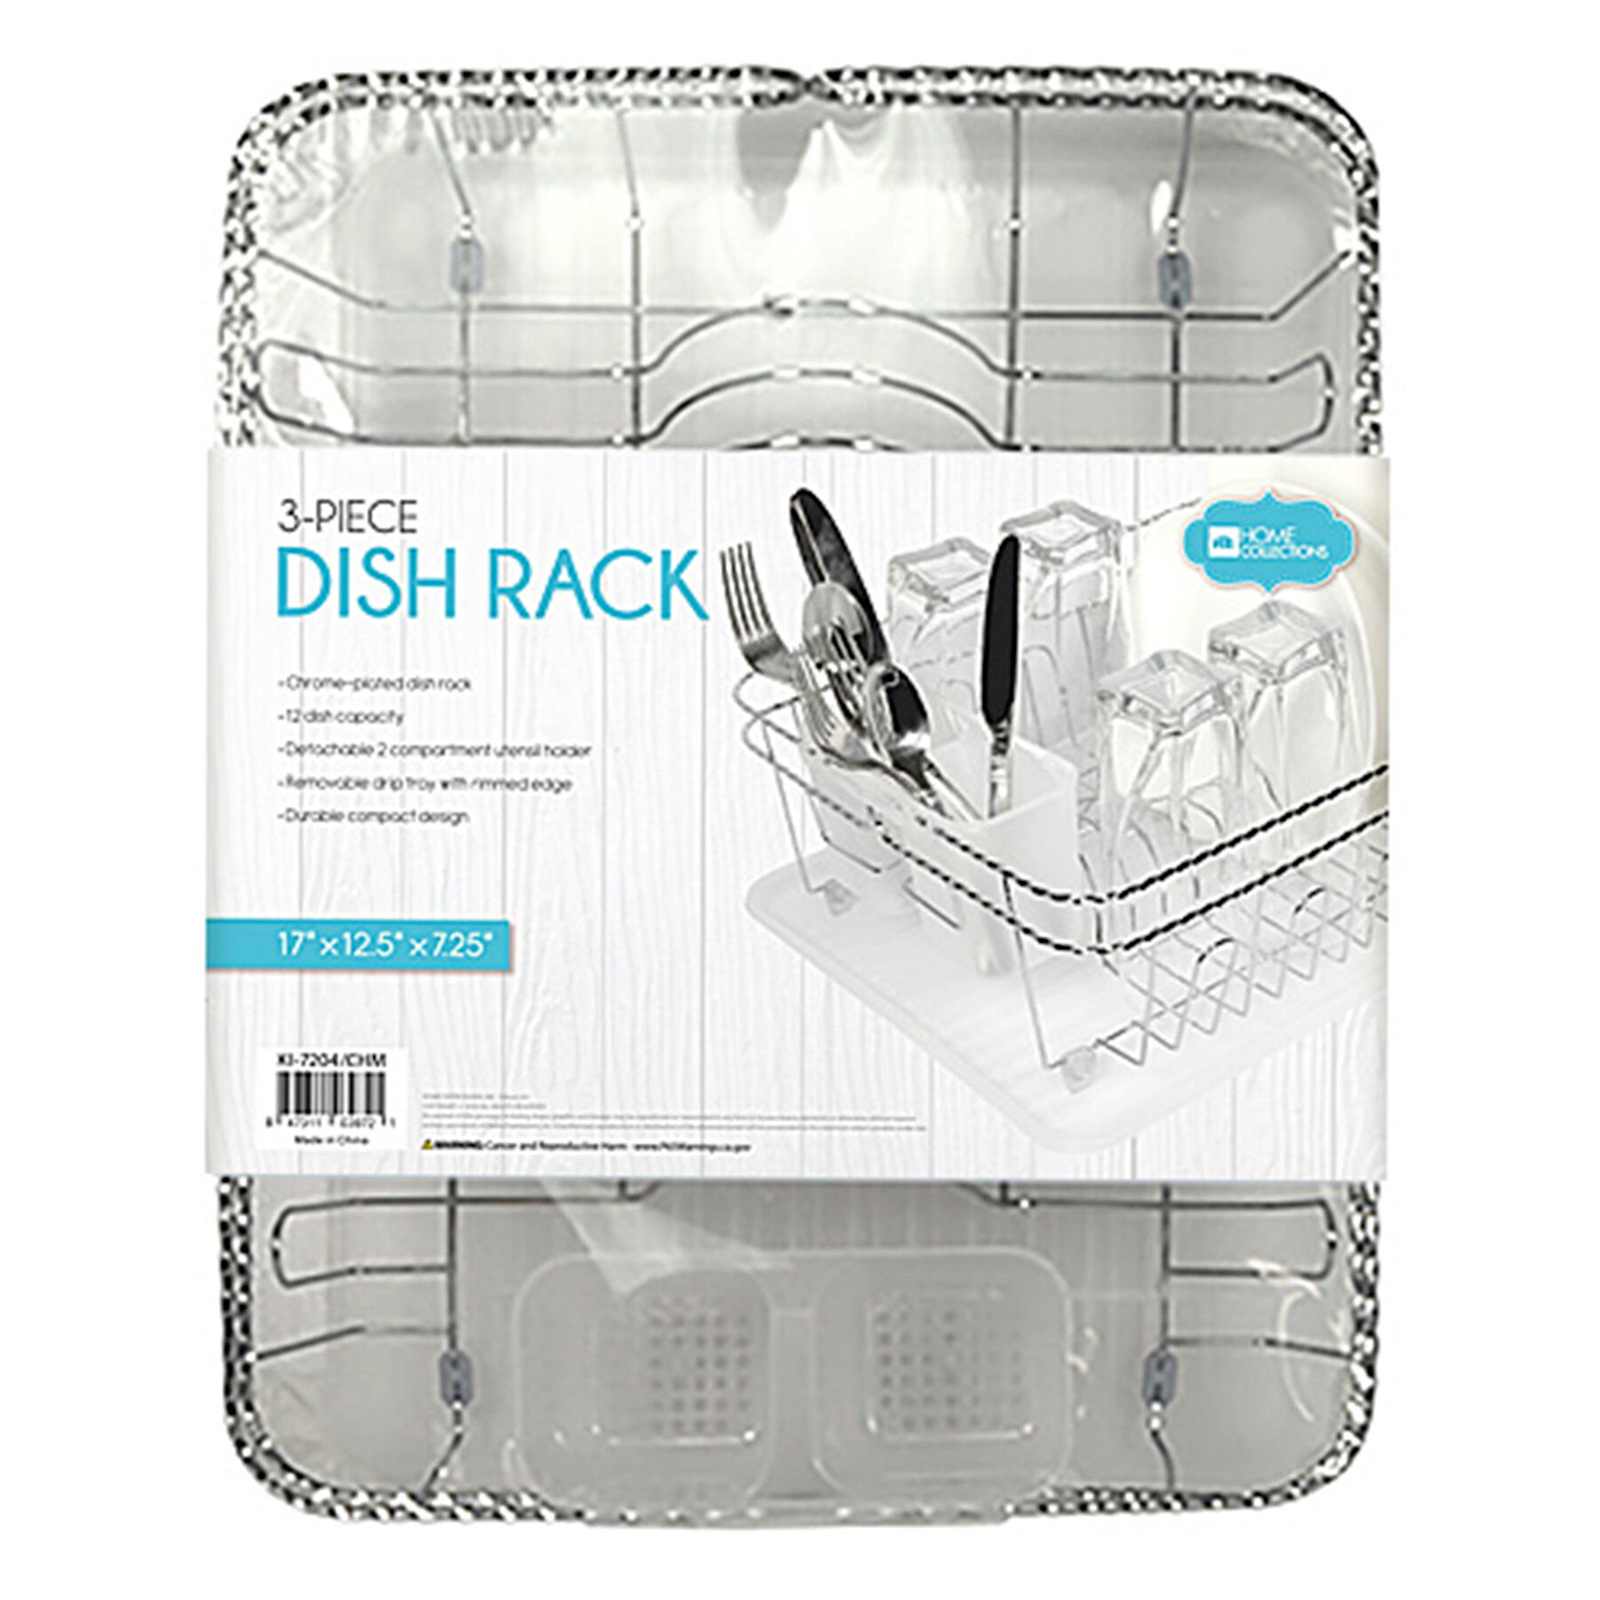 3-PIECE
DISH RACK
HOME
COLLECTIONS
-Chrome-plated dish rack
-12 dish capacity
-Detachable 2 compartment utensil holder
-Removable drip tray with rimmed edge
-Durable compact design
17" x 12.5" x 7.25"
KI-7204/CHM
Made in China
WARNING: Cancer and Reproductive Harm - www.P65Warnings.ca.gov